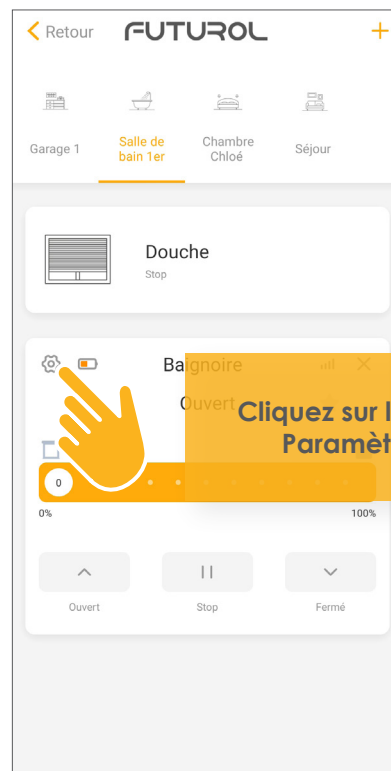 Retour
FUTUROL
+
Garage 1
Salle de
bain 1er
Chambre
Chloé
Séjour
Douche
Stop
Baignoire
Ouvert
Cliquez sur l
Paramèt
0
0%
100%
Ouvert
Stop
Fermé